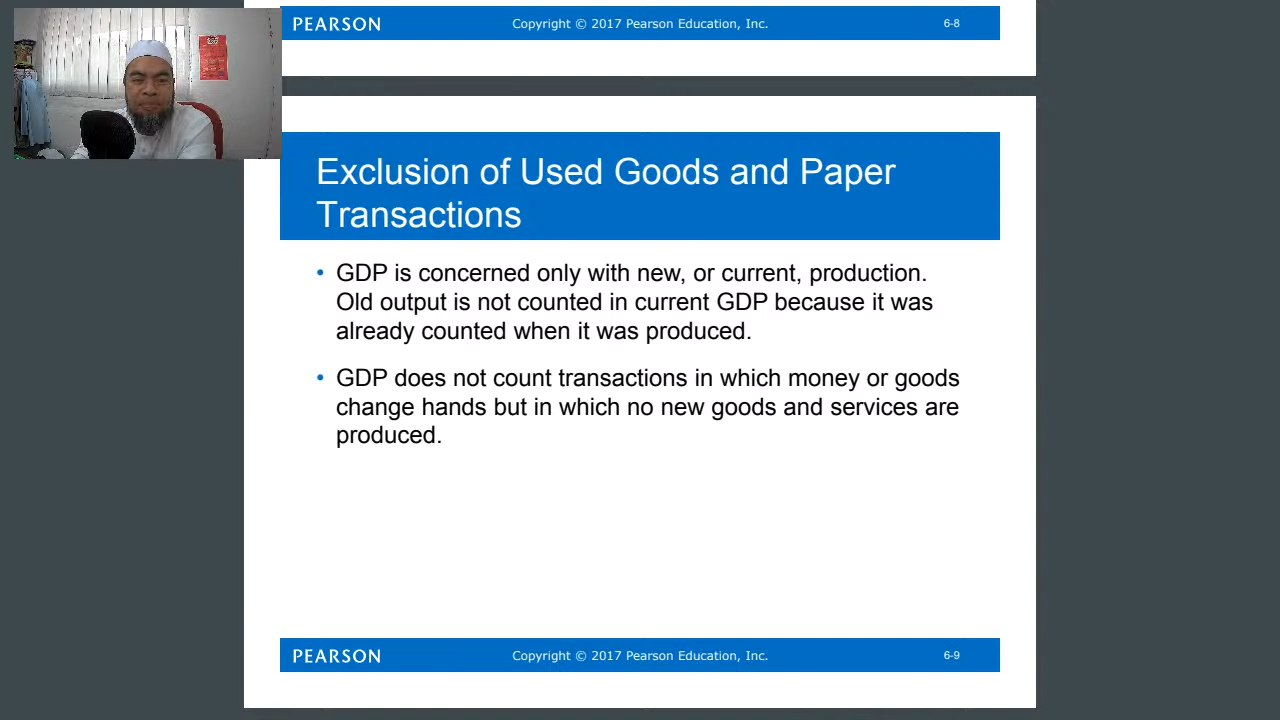 PEARSON Copyright © 2017 Pearson Education, Inc. 6-8
Exclusion of Used Goods and Paper
Transactions
• GDP is concerned only with new, or current, production.
Old output is not counted in current GDP because it was
already counted when it was produced.
• GDP does not count transactions in which money or goods
change hands but in which no new goods and services are
produced.
PEARSON Copyright © 2017 Pearson Education, Inc. 6-9